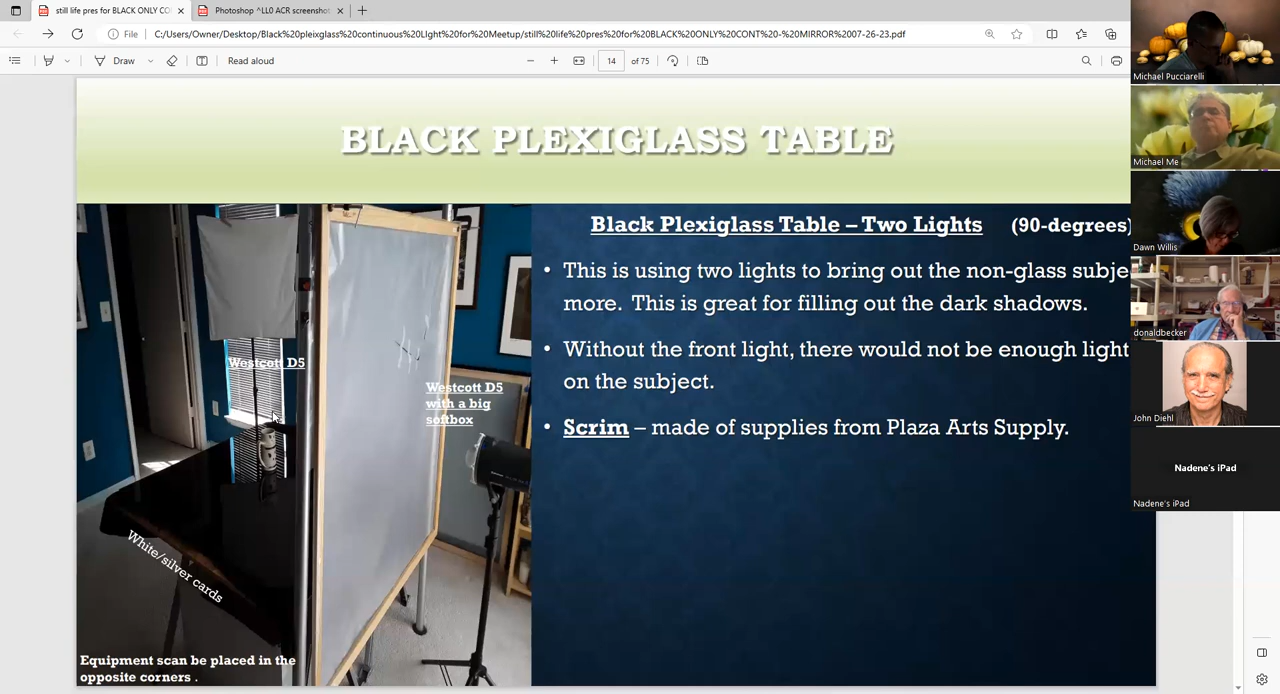 still life pres for BLACK ONLY CO
Photoshop ^LL0 ACR screenshot
File
C:/Users/Owner/Desktop/Black%20pleixglass%20continuous%20LIght%20for%20Meetup/still%20life%20pres%20for%20BLACK%20ONLY%20CONT%20-%20MIRROR%2007-26-23.pdf
Draw
Read aloud
14
of 75
BLACK PLEXIGLASS TABLE
Black Plexiglass Table – Two Lights (90-degrees)
• This is using two lights to bring out the non-glass subje
more. This is great for filling out the dark shadows.
• Without the front light, there would not be enough light
on the subject.
• Scrim – made of supplies from Plaza Arts Supply.
Westcott D5
Westcott D5
with a big
softbox
White/silver cards
Equipment scan be placed in the
opposite corners .
Michael Pucciarelli
Michael Me
Dawn Willis
donaldbecker
John Diehl
Nadene's iPad
Nadene's iPad